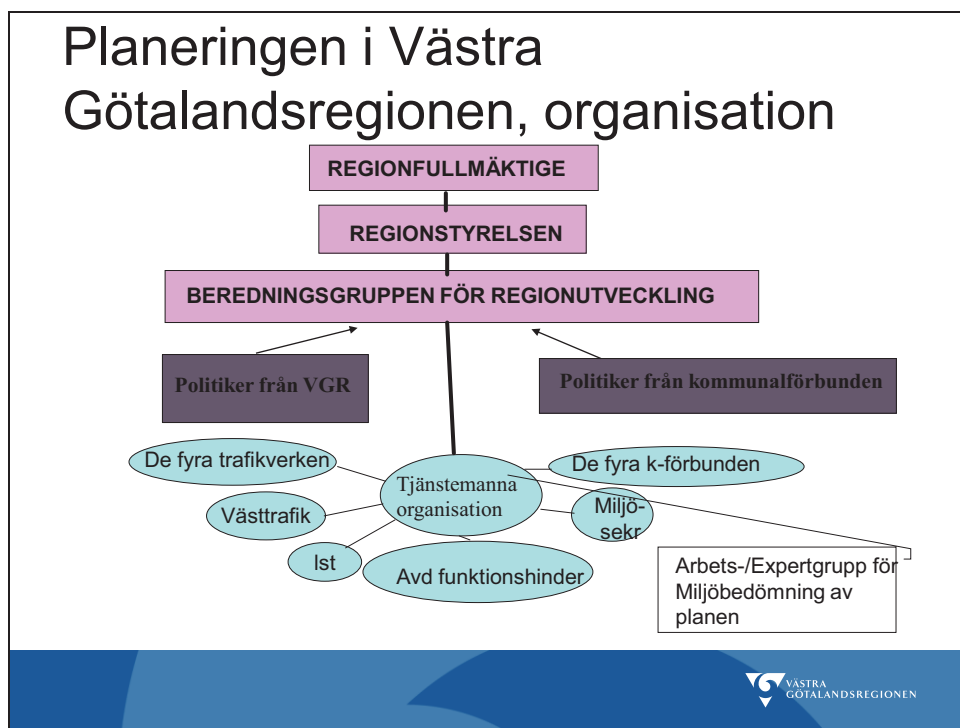 Planeringen i Västra
Götalandsregionen, organisation
REGIONFULLMÄKTIGE
REGIONSTYRELSEN
BEREDNINGSGRUPPEN FÖR REGIONUTVECKLING
Politiker från VGR
Politiker från kommunalförbunden
De fyra trafikverken
De fyra k-förbunden
Tjänstemanna
organisation
Västtrafik
Miljö-
sekr
lst
Avd funktionshinder
Arbets-/Expertgrupp för
Miljöbedömning av
planen
VÄSTRA
GÖTALANDSREGIONEN